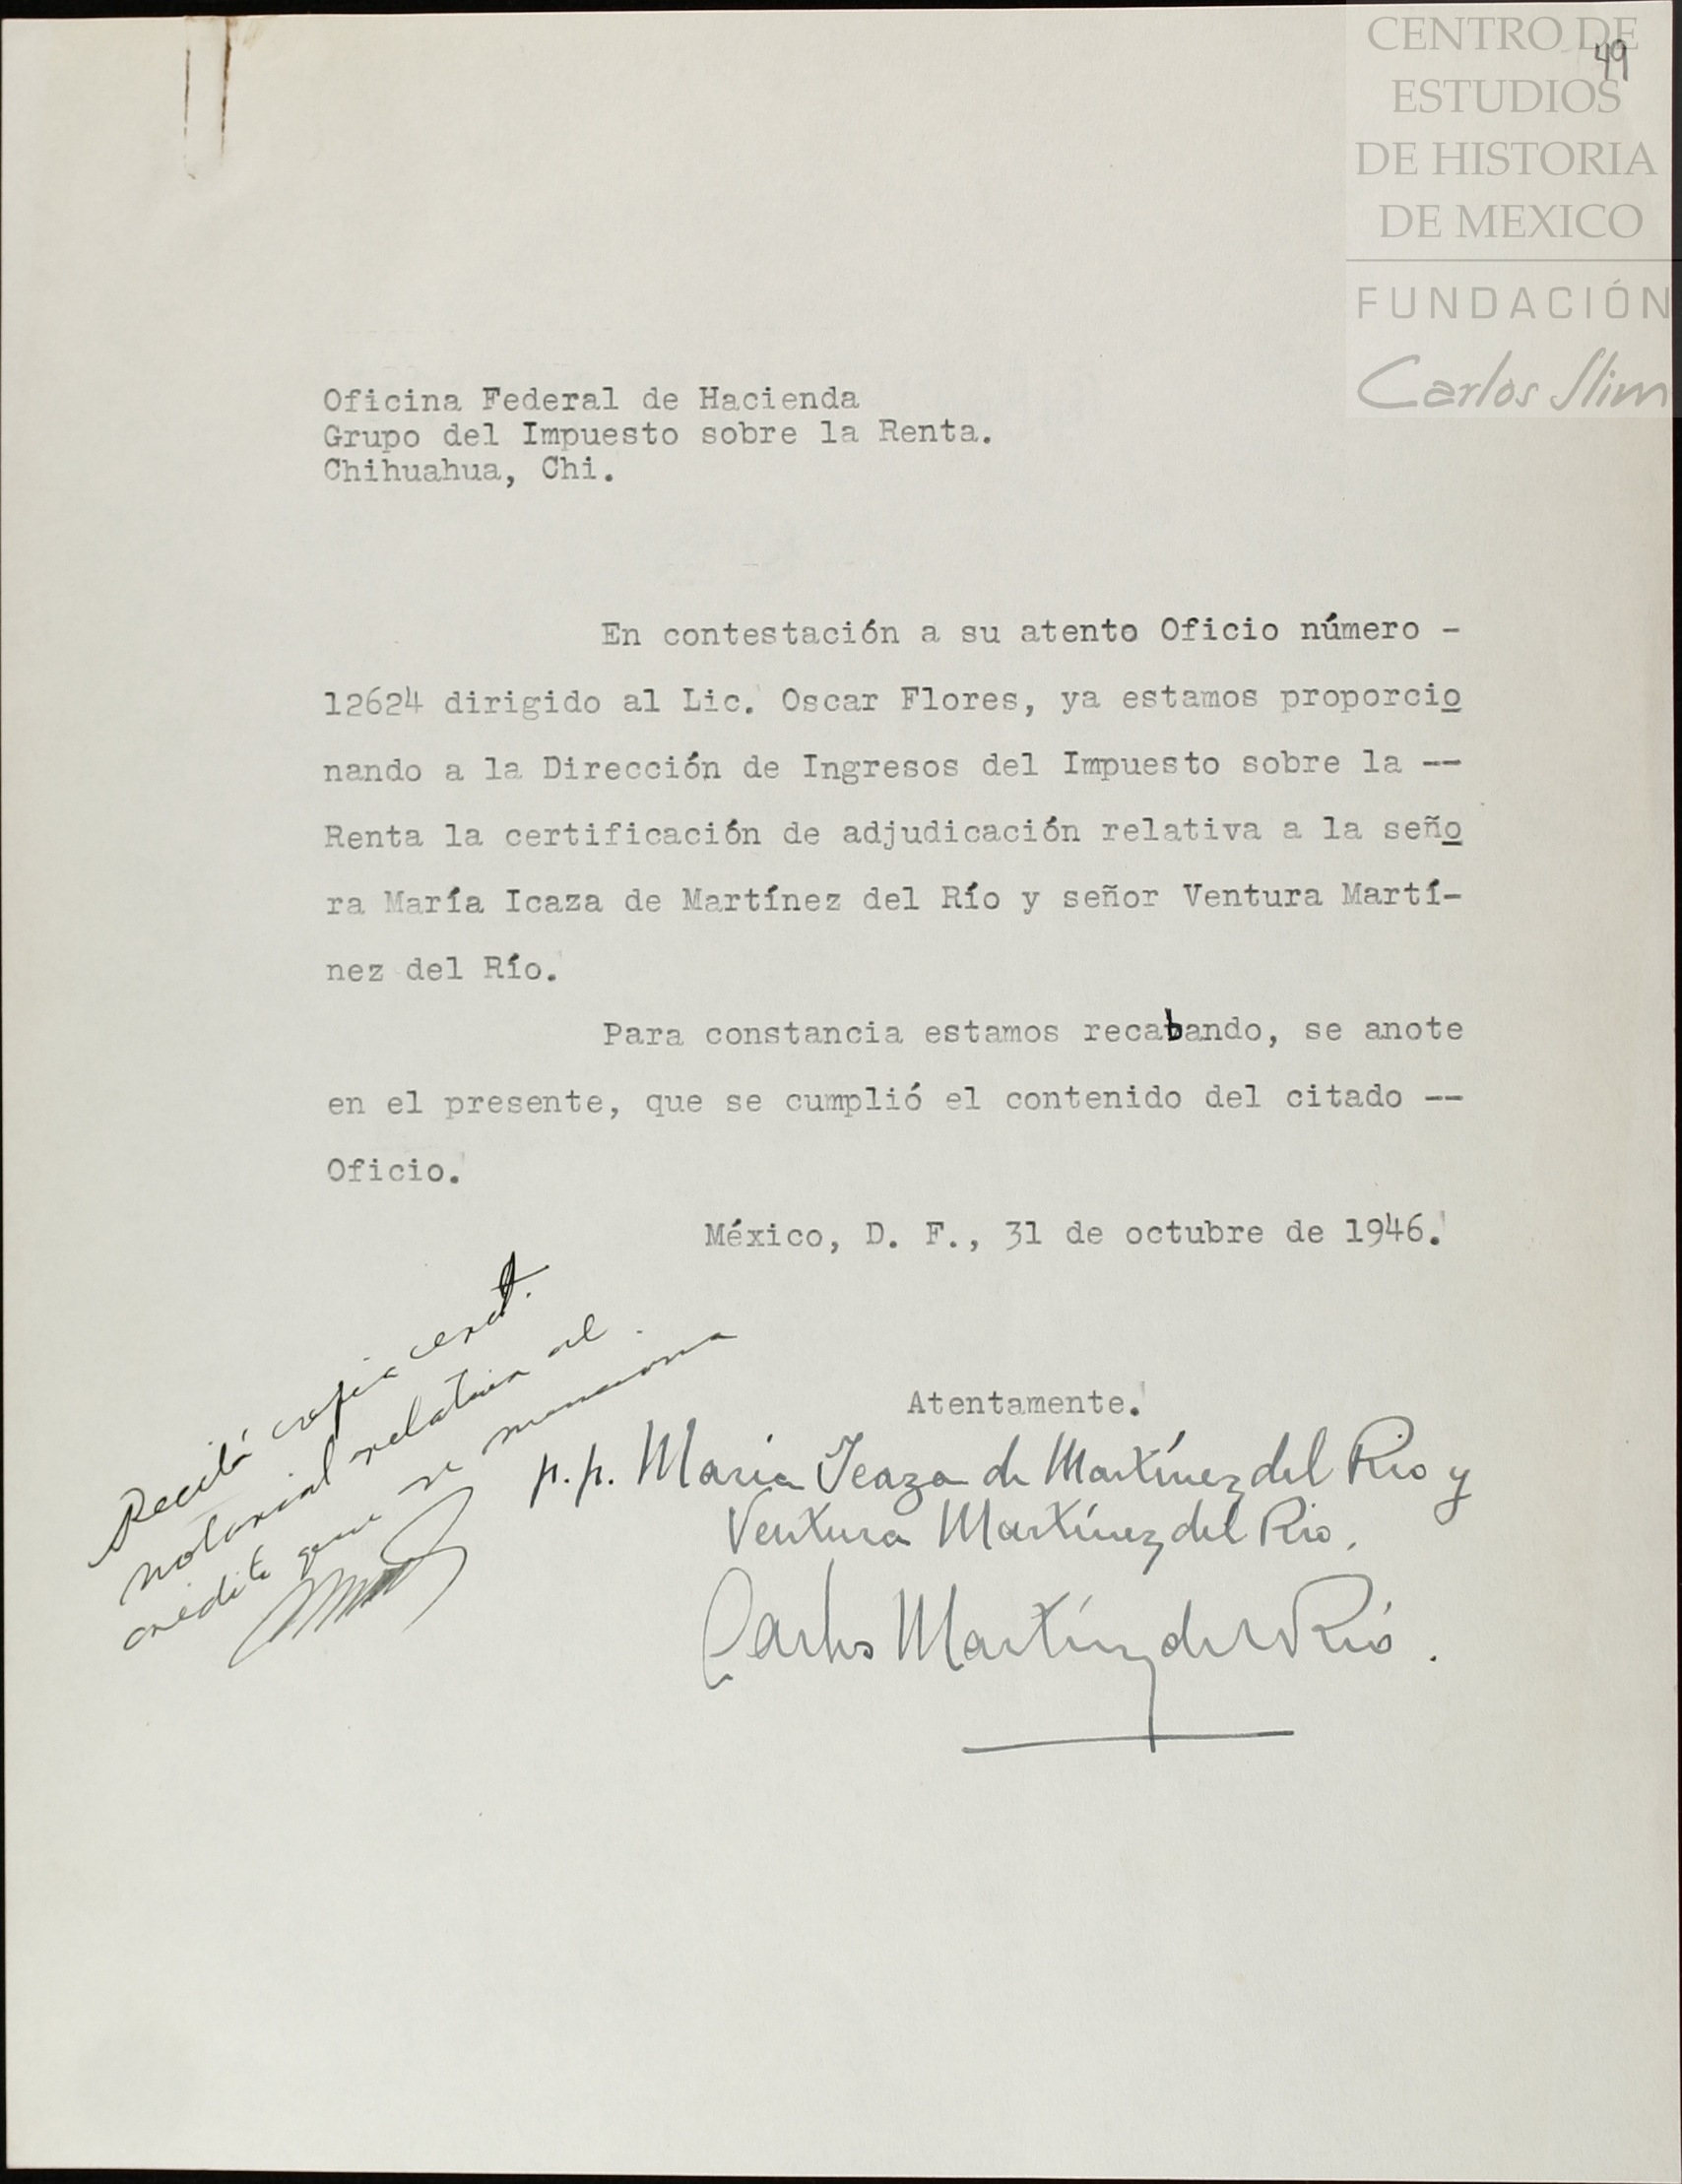 CENTRO DE
ESTUDIOS
DE HISTORIA
DE MEXICO
FUNDACIÓN
Carlos Slim
49
Oficina Federal de Hacienda
Grupo del Impuesto sobre la Renta.
Chihuahua, Chi.
En contestación a su atento Oficio número -
12624 dirigido al Lic. Oscar Flores, ya estamos proporcio
nando a la Dirección de Ingresos del Impuesto sobre la --
Renta la certificación de adjudicación relativa a la seño
ra María Icaza de Martínez del Río y señor Ventura Martí-
nez del Río.
Para constancia estamos recabando, se anote
en el presente, que se cumplió el contenido del citado --
Oficio.
México, D. F., 31 de octubre de 1946.
Recibí copia cert.
notarial relativa al
crédito que se menciona
Atentamente.
p.p. María Icaza de Martínez del Rio y
Ventura Martínez del Rio.
Carlos Martínez del Río.